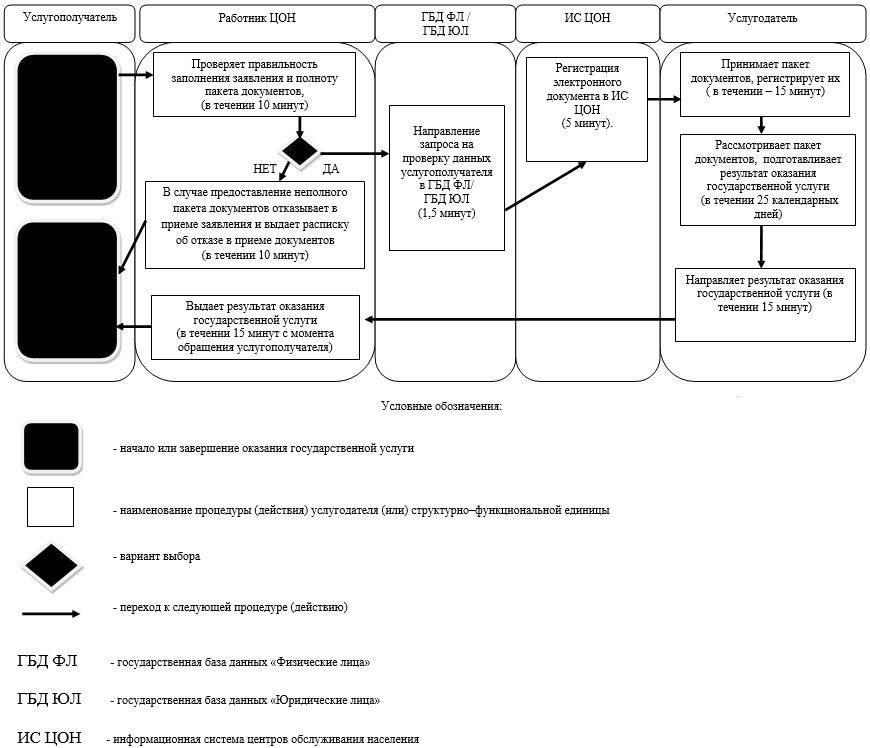 Услугополучатель
Работник ЦОН
ГБД ФЛ /
ГБД ЮЛ
ИС ЦОН
Услугодатель
Проверяет правильность
заполнения заявления и полноту
пакета документов,
(в течении 10 минут)
НЕТ
ДА
В случае предоставление неполного
пакета документов отказывает в
приеме заявления и выдает расписку
об отказе в приеме документов
(в течении 10 минут)
Выдает результат оказания
государственной услуги
(в течении 15 минут с момента
обращения услугополучателя)
Направление
запроса на
проверку данных
услугополучателя
в ГБД ФЛ/
ГБД ЮЛ
(1,5 минут)
Регистрация
электронного
документа в ИС
ЦОН
(5 минут).
Принимает пакет
документов, регистрирует их
( в течении – 15 минут)
Рассмотривает пакет
документов, подготавливает
результат оказания
государственной услуги
(в течении 25 календарных
дней)
Направляет результат оказания
государственной услуги (в
течении 15 минут)
Условные обозначения:
- начало или завершение оказания государственной услуги
- наименование процедуры (действия) услугодателя (или) структурно–функциональной единицы
- вариант выбора
- переход к следующей процедуре (действию)
ГБД ФЛ - государственная база данных «Физические лица»
ГБД ЮЛ - государственная база данных «Юридические лица»
ИС ЦОН - информационная система центров обслуживания населения